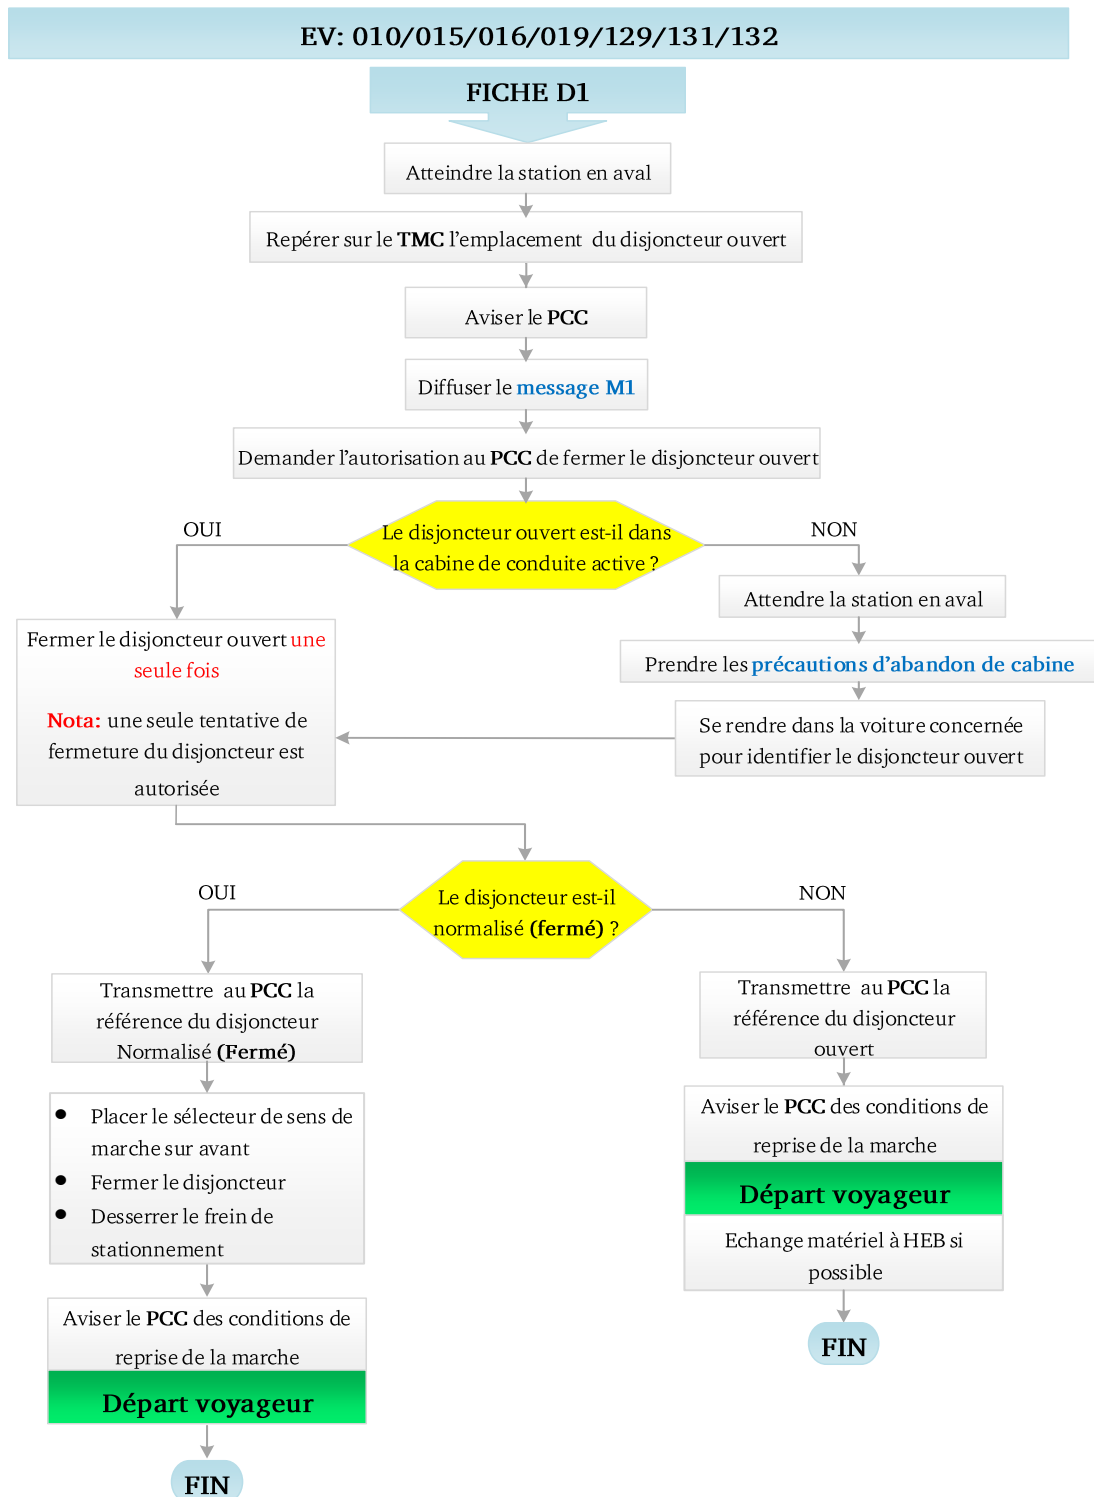 EV: 010/015/016/019/129/131/132
FICHE D1
Atteindre la station en aval
Repérer sur le TMC l’emplacement du disjoncteur ouvert
Aviser le PCC
Diffuser le message M1
Demander l’autorisation au PCC de fermer le disjoncteur ouvert
Le disjoncteur ouvert est-il dans
la cabine de conduite active ?
OUI
NON
Attendre la station en aval
Prendre les précautions d’abandon de cabine
Se rendre dans la voiture concernée
pour identifier le disjoncteur ouvert
Fermer le disjoncteur ouvert une
seule fois
Nota: une seule tentative de
fermeture du disjoncteur est
autorisée
Le disjoncteur est-il
normalisé (fermé) ?
OUI
NON
Transmettre au PCC la
référence du disjoncteur
Normalisé (Fermé)
• Placer le sélecteur de sens de
marche sur avant
• Fermer le disjoncteur
• Desserrer le frein de
stationnement
Aviser le PCC des conditions de
reprise de la marche
Départ voyageur
FIN
Transmettre au PCC la
référence du disjoncteur
ouvert
Aviser le PCC des conditions de
reprise de la marche
Départ voyageur
Echange matériel à HEB si
possible
FIN